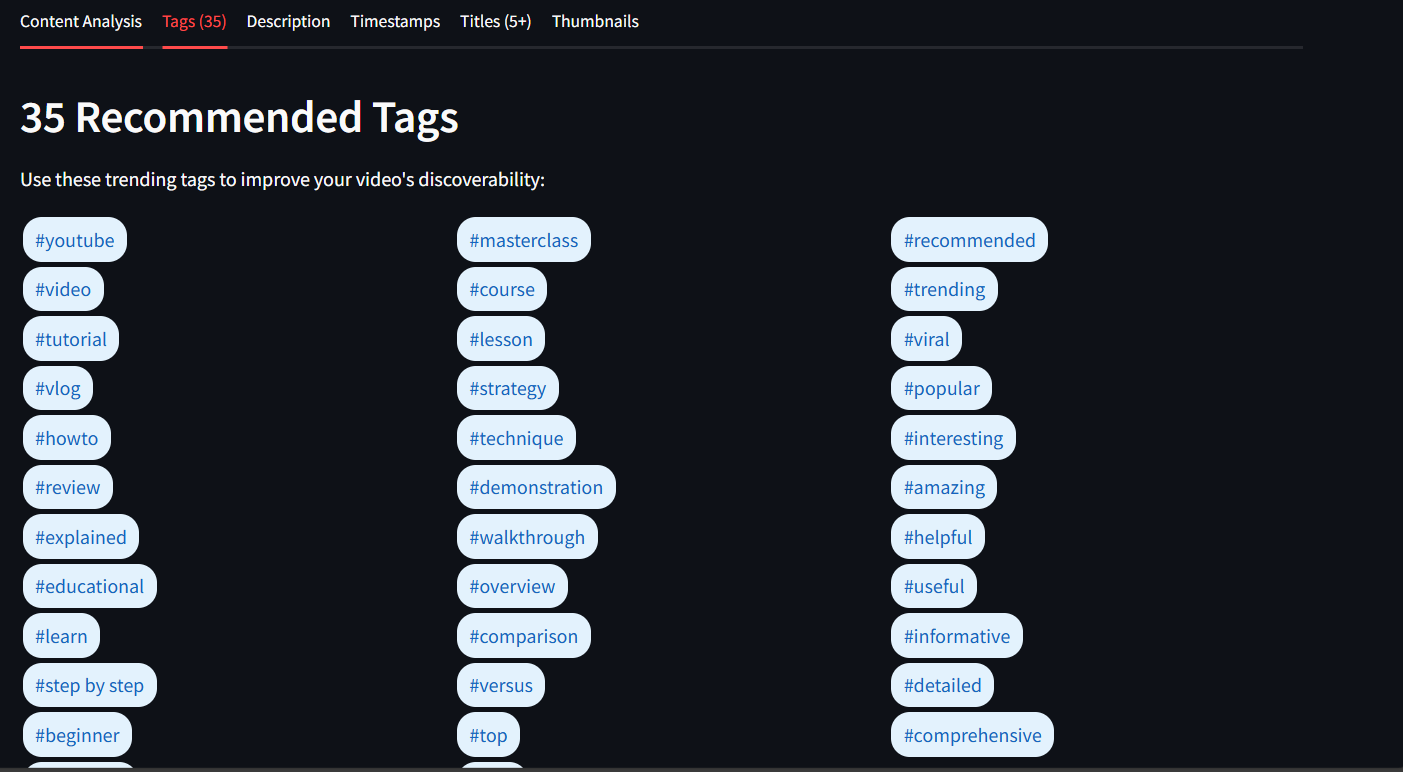 Content Analysis Tags (35) Description Timestamps Titles (5+) Thumbnails
35 Recommended Tags
Use these trending tags to improve your video's discoverability:
#youtube
#video
#tutorial
#vlog
#howto
#review
#explained
#educational
#learn
#step by step
#beginner
#masterclass
#course
#lesson
#strategy
#technique
#demonstration
#walkthrough
#overview
#comparison
#versus
#top
#recommended
#trending
#viral
#popular
#interesting
#amazing
#helpful
#useful
#informative
#detailed
#comprehensive